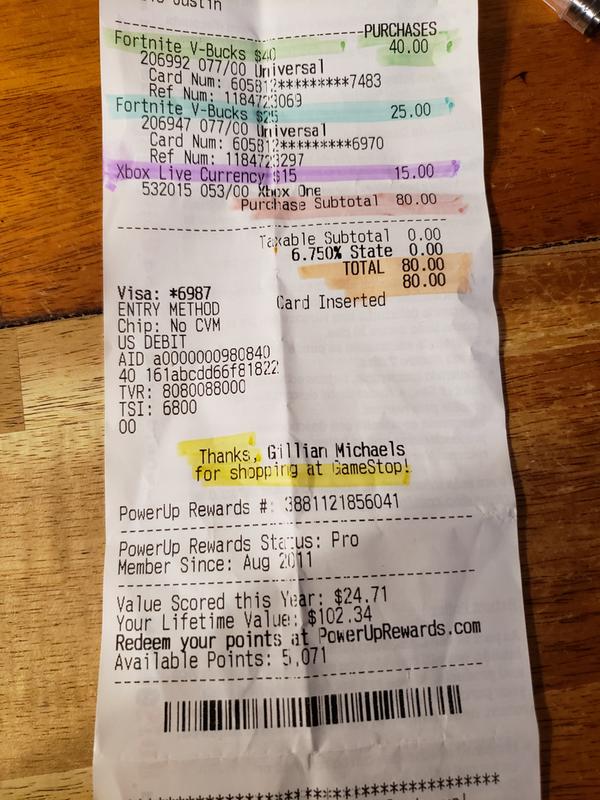 Justin
PURCHASES
Fortnite V-Bucks $40 40.00
206992 077/00 Universal
Card Num: 605812*********7483
Ref Num: 1184723069
Fortnite V-Bucks $25 25.00
206947 077/00 Universal
Card Num: 605812*********6970
Ref Num: 1184723297
Xbox Live Currency $15 15.00
532015 053/00 Xbox One
Purchase Subtotal 80.00
Taxable Subtotal 0.00
6.750% State 0.00
TOTAL 80.00
80.00
Visa: *6987
Card Inserted
ENTRY METHOD
Chip: No CVM
US DEBIT
AID a0000000980840
40 161abcdd66f81822
TVR: 8080088000
TSI: 6800
00
Thanks, Gillian Michaels
for shopping at GameStop!
PowerUp Rewards #: 3881121856041
PowerUp Rewards Status: Pro
Member Since: Aug 2011
Value Scored this Year: $24.71
Your Lifetime Value: $102.34
Redeem your points at PowerUpRewards.com
Available Points: 5,071